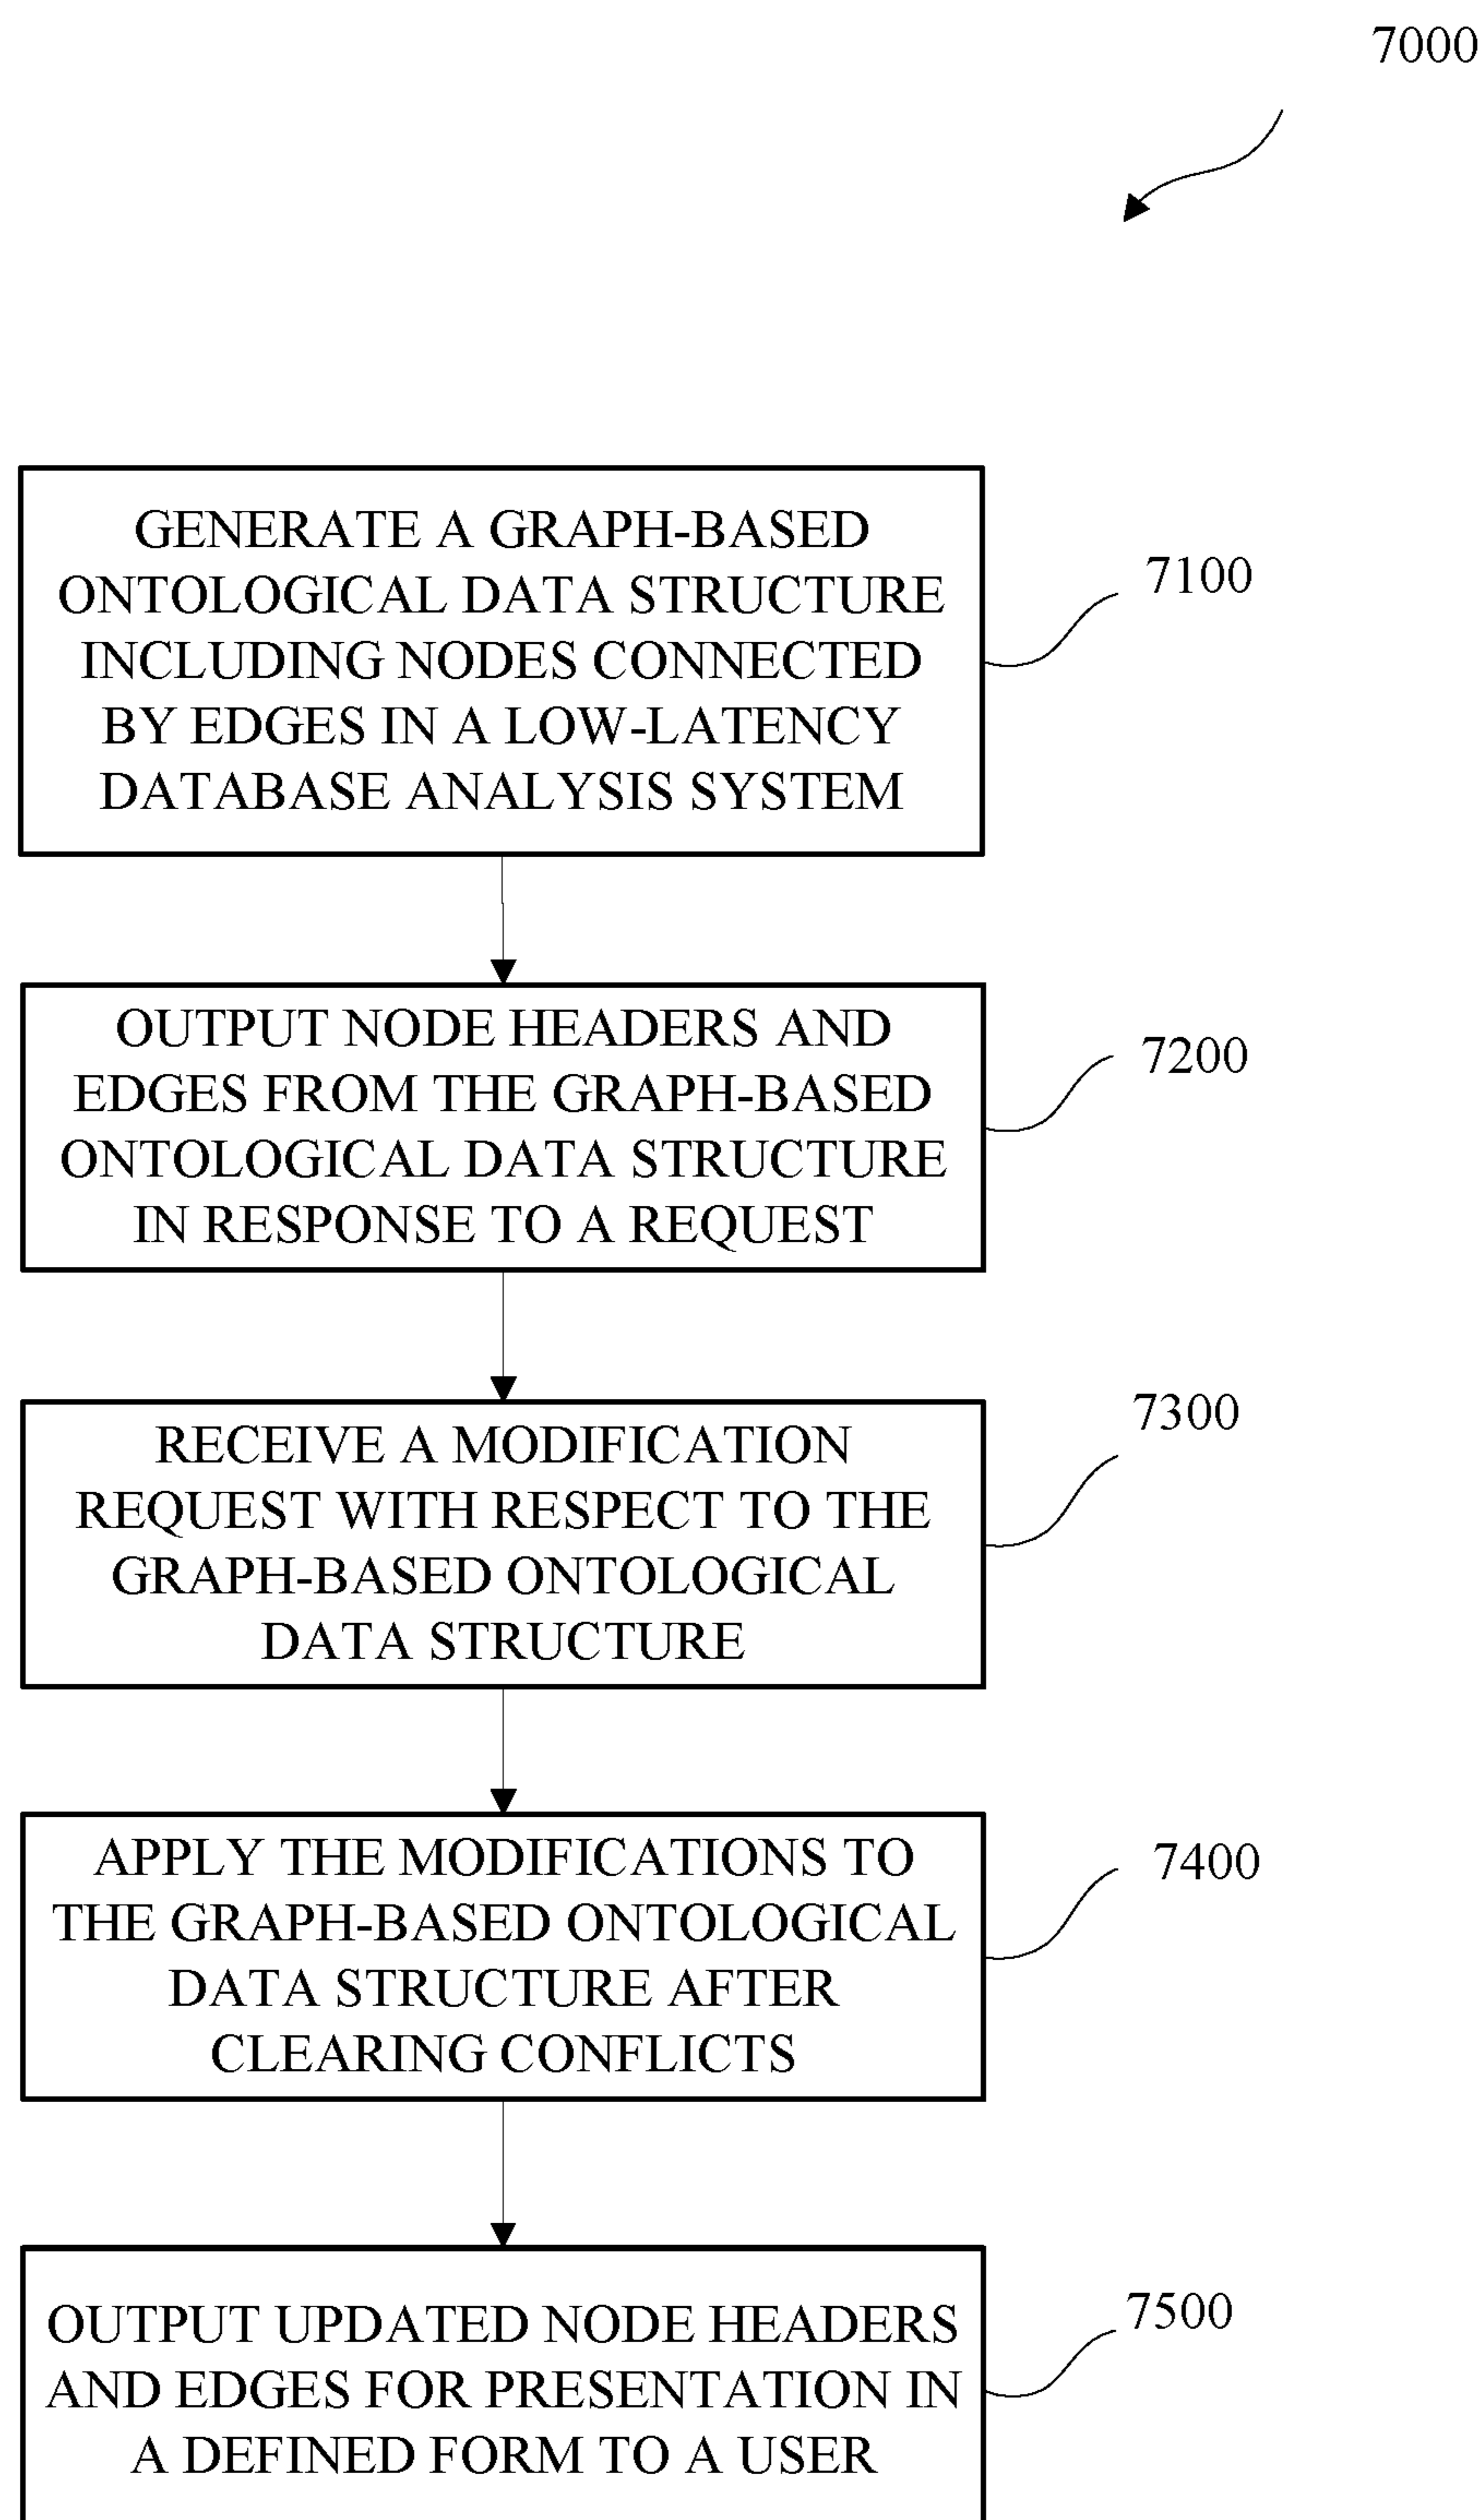 7000
GENERATE A GRAPH-BASED
ONTOLOGICAL DATA STRUCTURE
INCLUDING NODES CONNECTED
BY EDGES IN A LOW-LATENCY
DATABASE ANALYSIS SYSTEM
7100
OUTPUT NODE HEADERS AND
EDGES FROM THE GRAPH-BASED
ONTOLOGICAL DATA STRUCTURE
IN RESPONSE TO A REQUEST
7200
RECEIVE A MODIFICATION
REQUEST WITH RESPECT TO THE
GRAPH-BASED ONTOLOGICAL
DATA STRUCTURE
7300
APPLY THE MODIFICATIONS TO
THE GRAPH-BASED ONTOLOGICAL
DATA STRUCTURE AFTER
CLEARING CONFLICTS
7400
OUTPUT UPDATED NODE HEADERS
AND EDGES FOR PRESENTATION IN
A DEFINED FORM TO A USER
7500